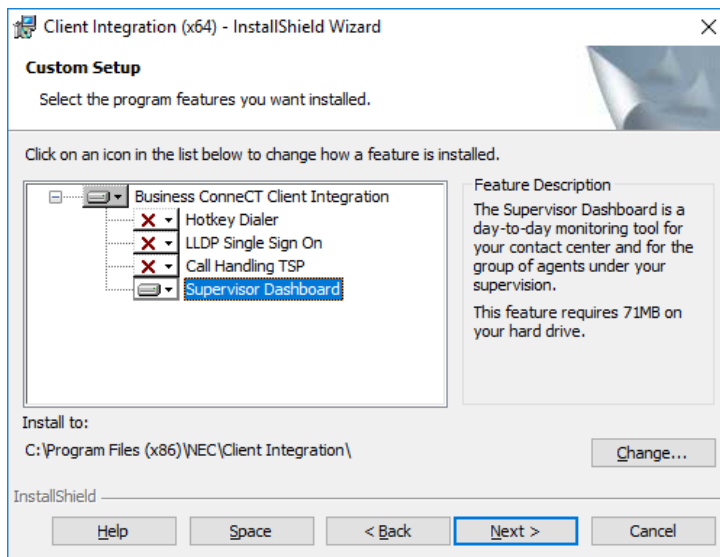 Client Integration (x64) - InstallShield Wizard
Custom Setup
Select the program features you want installed.
Click on an icon in the list below to change how a feature is installed.
Business ConneCT Client Integration
Hotkey Dialer
LLDP Single Sign On
Call Handling TSP
Supervisor Dashboard
Feature Description
The Supervisor Dashboard is a
day-to-day monitoring tool for
your contact center and for the
group of agents under your
supervision.
This feature requires 71MB on
your hard drive.
Install to:
C:\Program Files (x86)\NEC\Client Integration\
Change...
InstallShield
Help
Space
< Back
Next >
Cancel